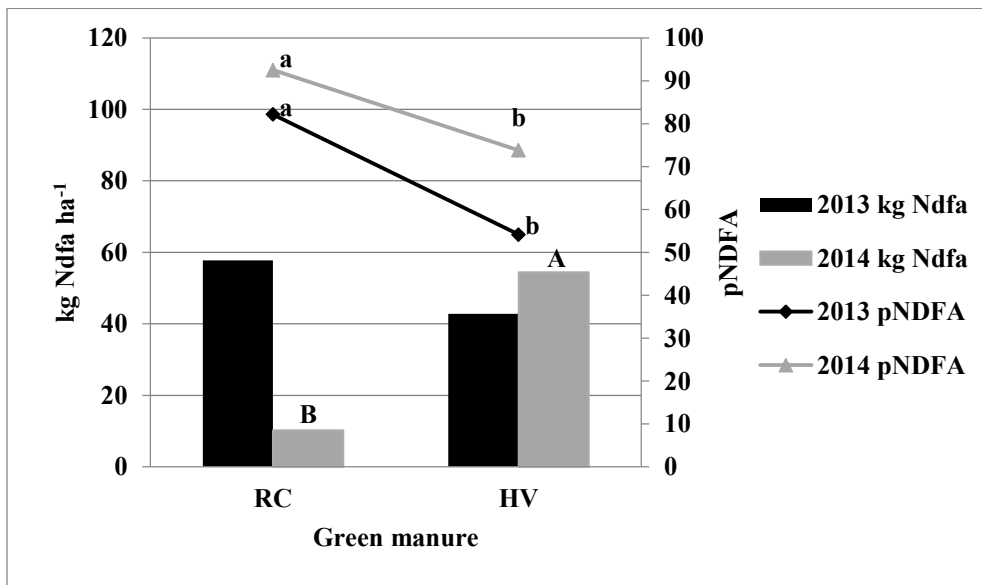 120
100
80
60
40
20
0
kg Ndfa ha-1
a
a
b
b
B
A
100
90
80
70
60
50
40
30
20
10
0
pNDFA
RC
HV
Green manure
2013 kg Ndfa
2014 kg Ndfa
2013 pNDFA
2014 pNDFA